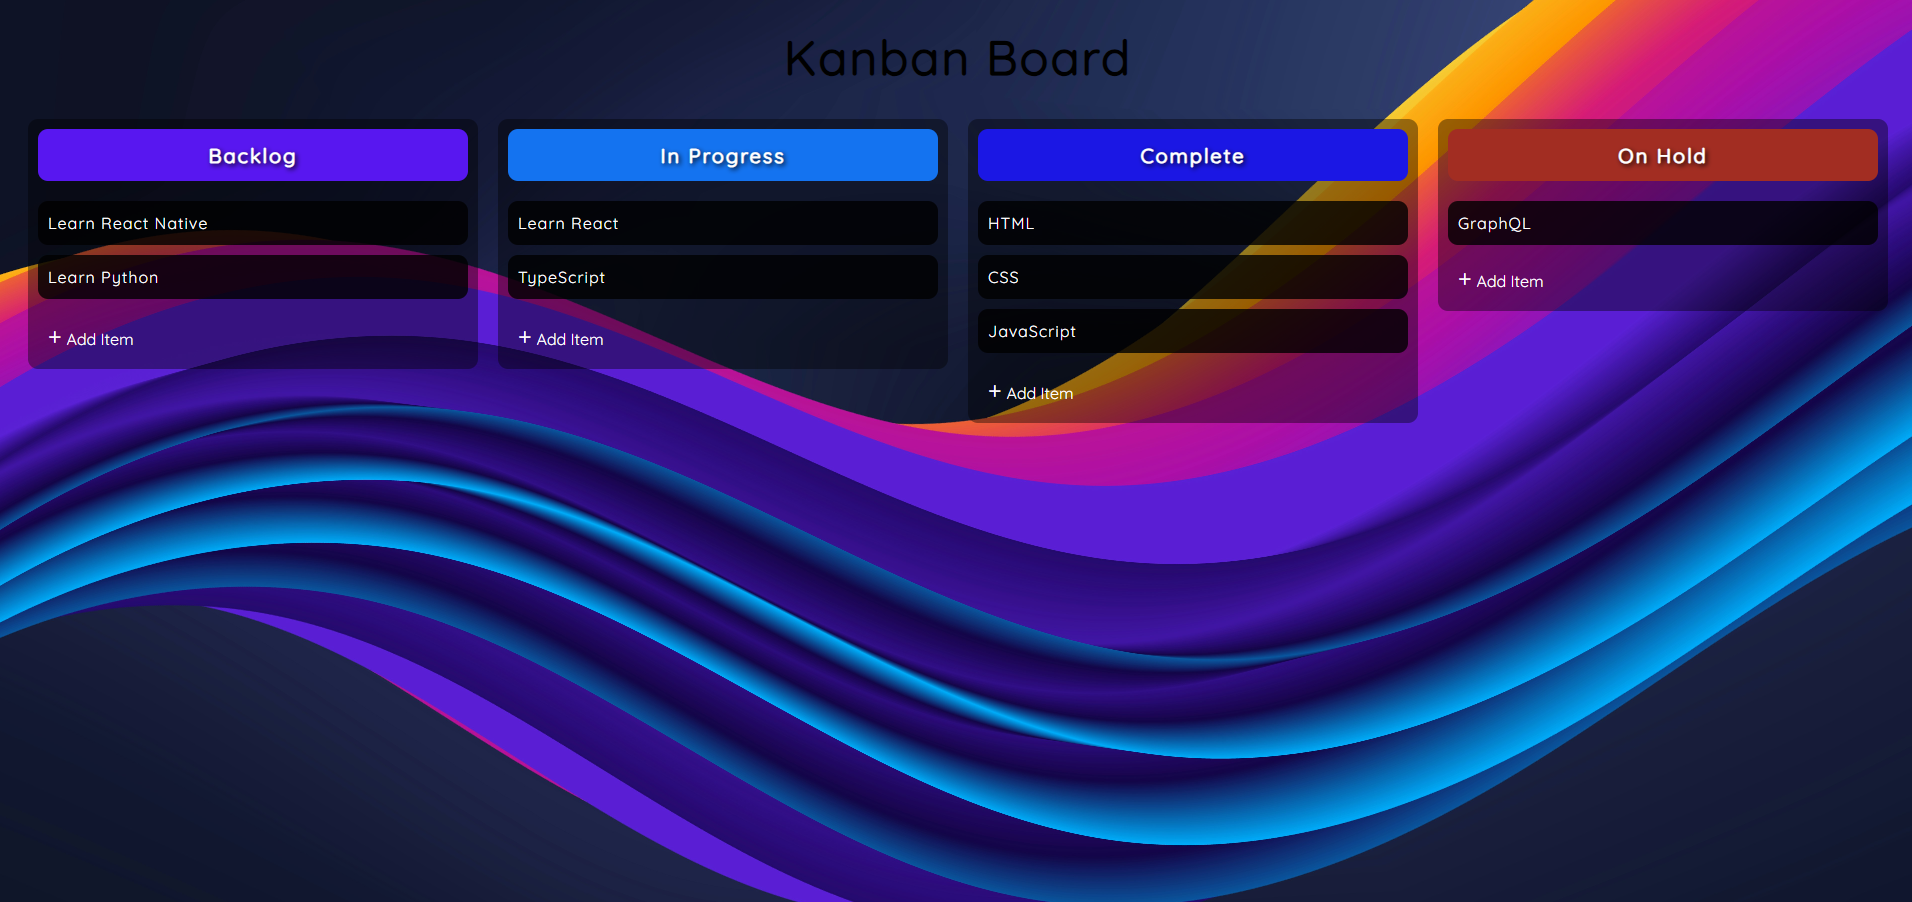 Kanban Board
Backlog
Learn React Native
Learn Python
+ Add Item
In Progress
Learn React
TypeScript
+ Add Item
Complete
HTML
CSS
JavaScript
+ Add Item
On Hold
GraphQL
+ Add Item